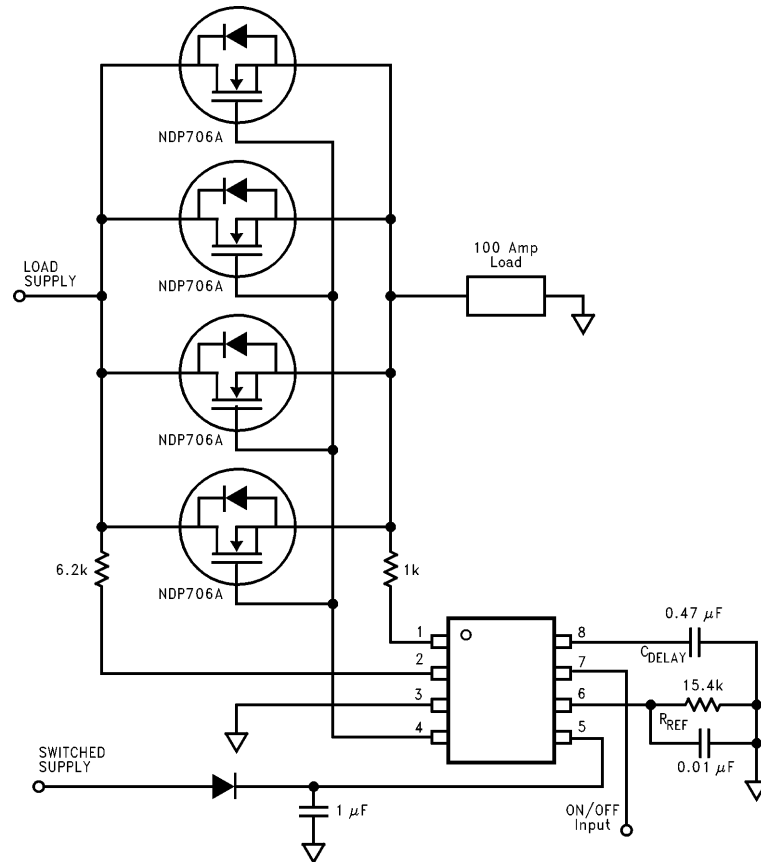 NDP706A
NDP706A
LOAD
SUPPLY
100 Amp
Load
NDP706A
NDP706A
6.2k
1k
1
2
3
4
8
7
6
5
0.47 μF
CDELAY
15.4k
RREF
0.01 μF
SWITCHED
SUPPLY
1 μF
ON/OFF
Input